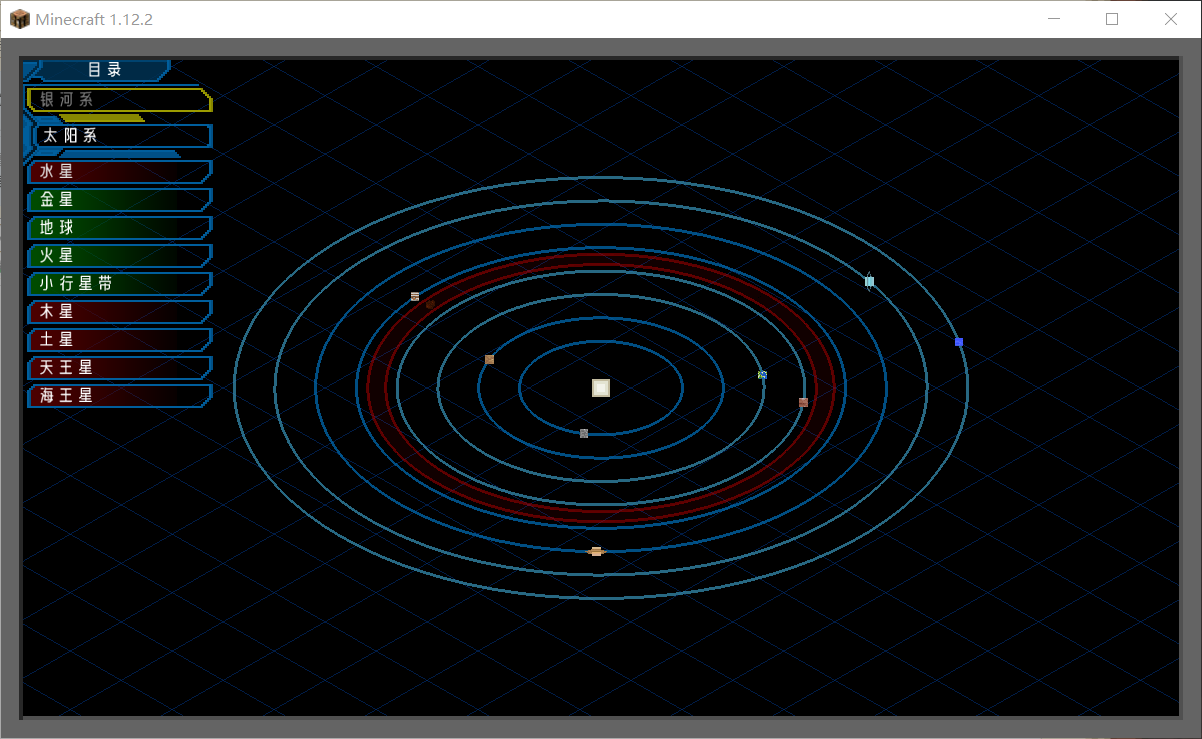 Minecraft 1.12.2
目录
银河系
太阳系
水星
金星
地球
火星
小行星带
木星
土星
天王星
海王星